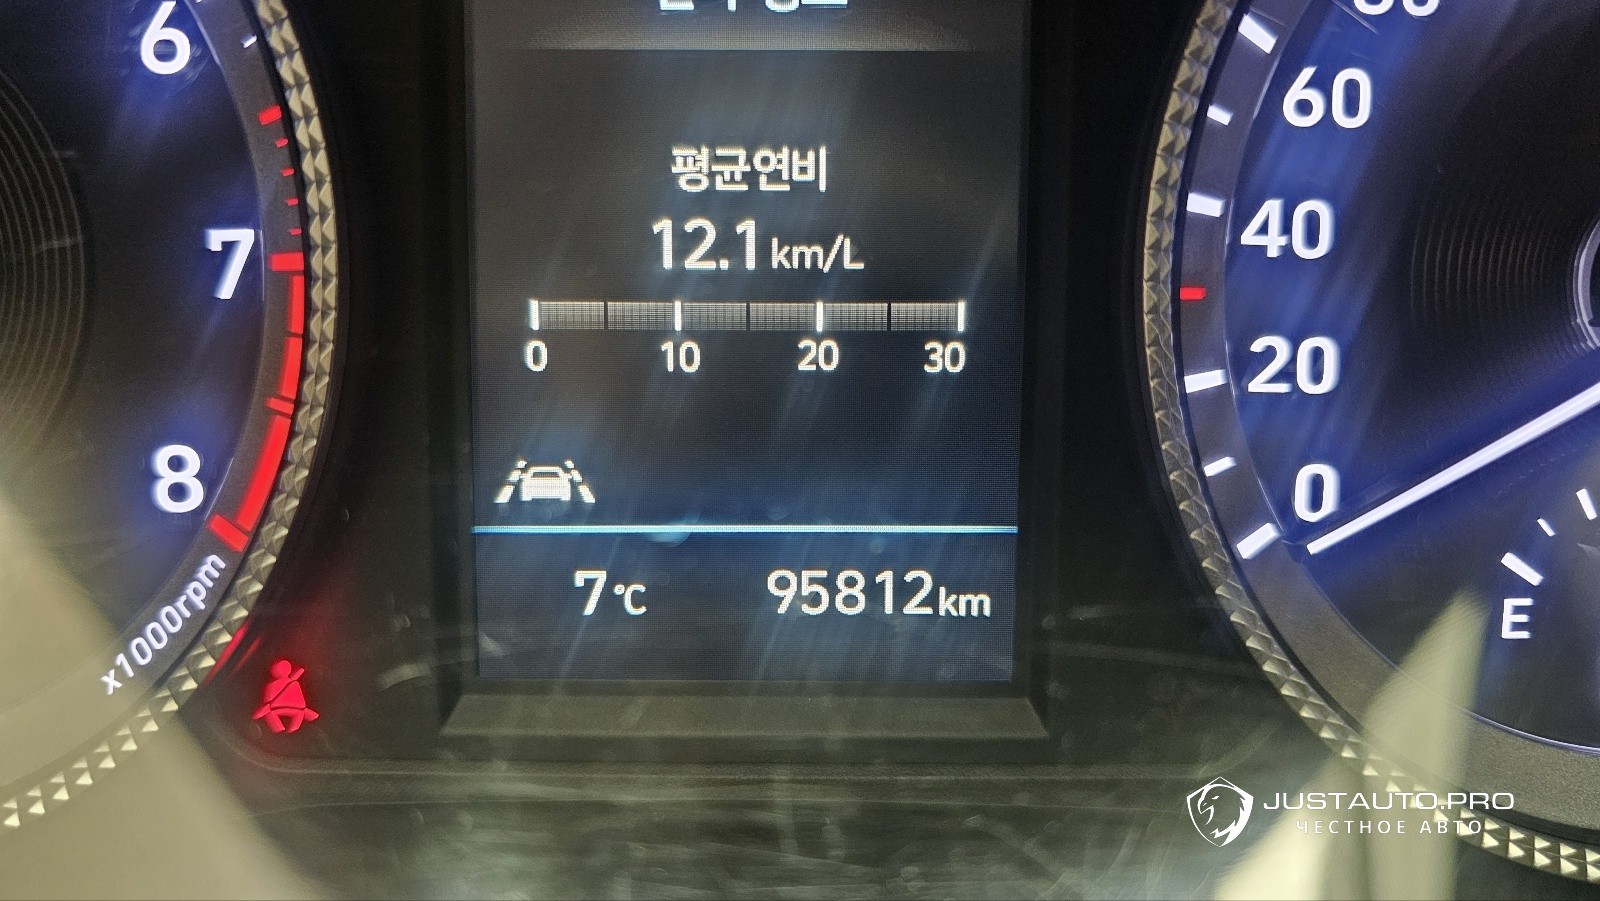 6
7
8
x1000rpm
평균연비
12.1 km/L
0 10 20 30
7°C 95812km
60
40
20
0
E
JUSTAUTO.PRO
ЧЕСТНОЕ АВТО